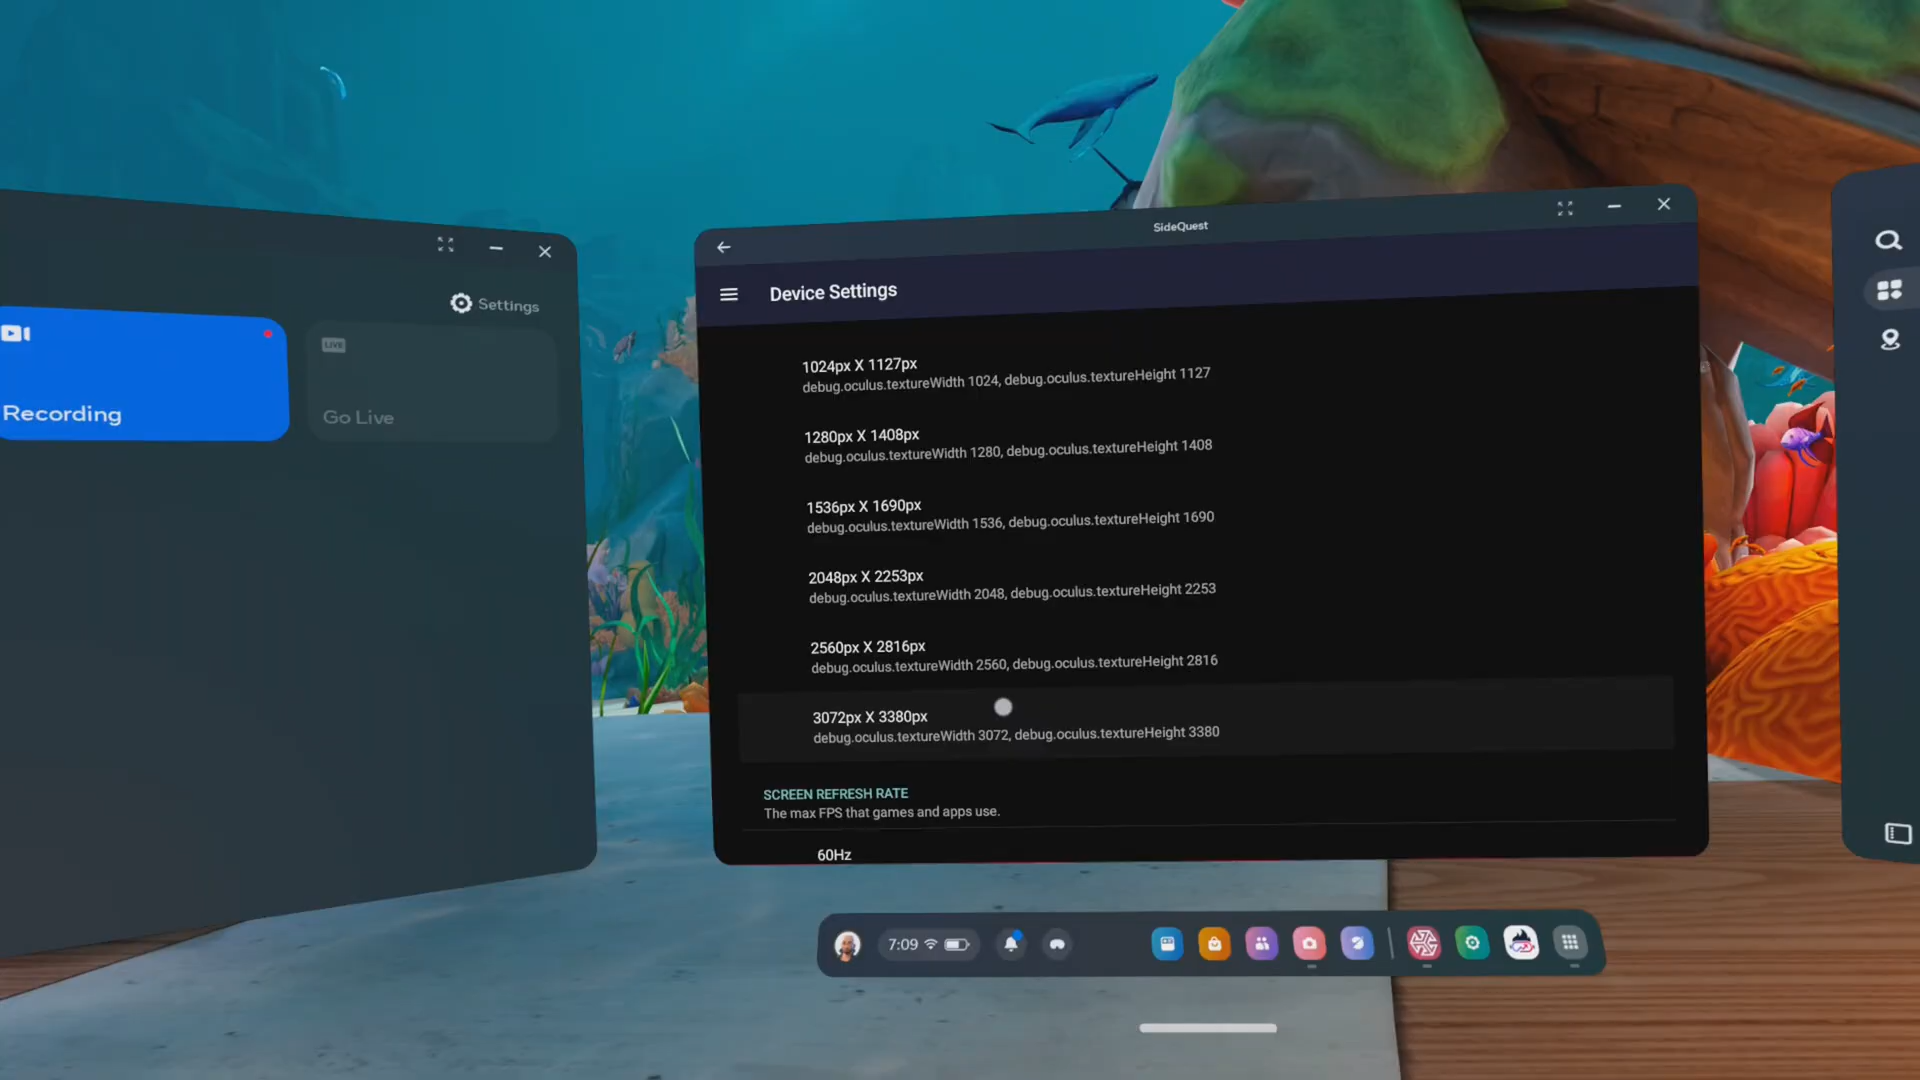 Settings
Recording
LIVE
Go Live
SideQuest
Device Settings
1024px X 1127px
debug.oculus.textureWidth 1024, debug.oculus.textureHeight 1127
1280px X 1408px
debug.oculus.textureWidth 1280, debug.oculus.textureHeight 1408
1536px X 1690px
debug.oculus.textureWidth 1536, debug.oculus.textureHeight 1690
2048px X 2253px
debug.oculus.textureWidth 2048, debug.oculus.textureHeight 2253
2560px X 2816px
debug.oculus.textureWidth 2560, debug.oculus.textureHeight 2816
3072px X 3380px
debug.oculus.textureWidth 3072, debug.oculus.textureHeight 3380
SCREEN REFRESH RATE
The max FPS that games and apps use.
60Hz
7:09